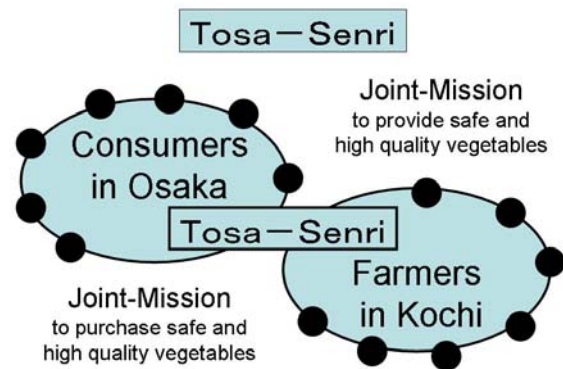 Tosa－Senri
Joint-Mission
to provide safe and
high quality vegetables
Consumers
in Osaka
Tosa－Senri
Farmers
in Kochi
Joint-Mission
to purchase safe and
high quality vegetables